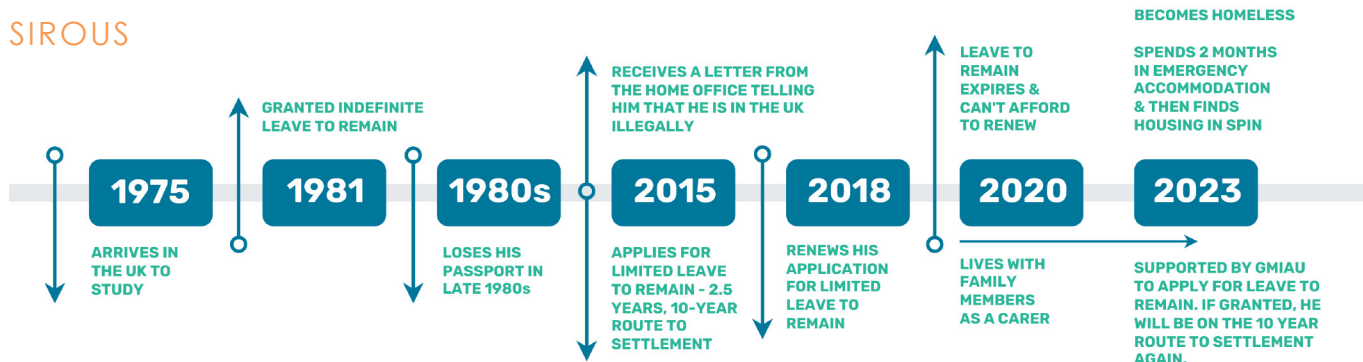 SIROUS
1975
ARRIVES IN
THE UK TO
STUDY
GRANTED INDEFINITE
LEAVE TO REMAIN
1981
1980s
LOSES HIS
PASSPORT IN
LATE 1980s
RECEIVES A LETTER FROM
THE HOME OFFICE TELLING
HIM THAT HE IS IN THE UK
ILLEGALLY
2015
APPLIES FOR
LIMITED LEAVE
TO REMAIN - 2.5
YEARS, 10-YEAR
ROUTE TO
SETTLEMENT
2018
RENEWS HIS
APPLICATION
FOR LIMITED
LEAVE TO
REMAIN
LEAVE TO
REMAIN
EXPIRES &
CAN'T AFFORD
TO RENEW
2020
LIVES WITH
FAMILY
MEMBERS
AS A CARER
BECOMES HOMELESS
SPENDS 2 MONTHS
IN EMERGENCY
ACCOMMODATION
& THEN FINDS
HOUSING IN SPIN
2023
SUPPORTED BY GMIAU
TO APPLY FOR LEAVE TO
REMAIN. IF GRANTED, HE
WILL BE ON THE 10 YEAR
ROUTE TO SETTLEMENT
AGAIN.